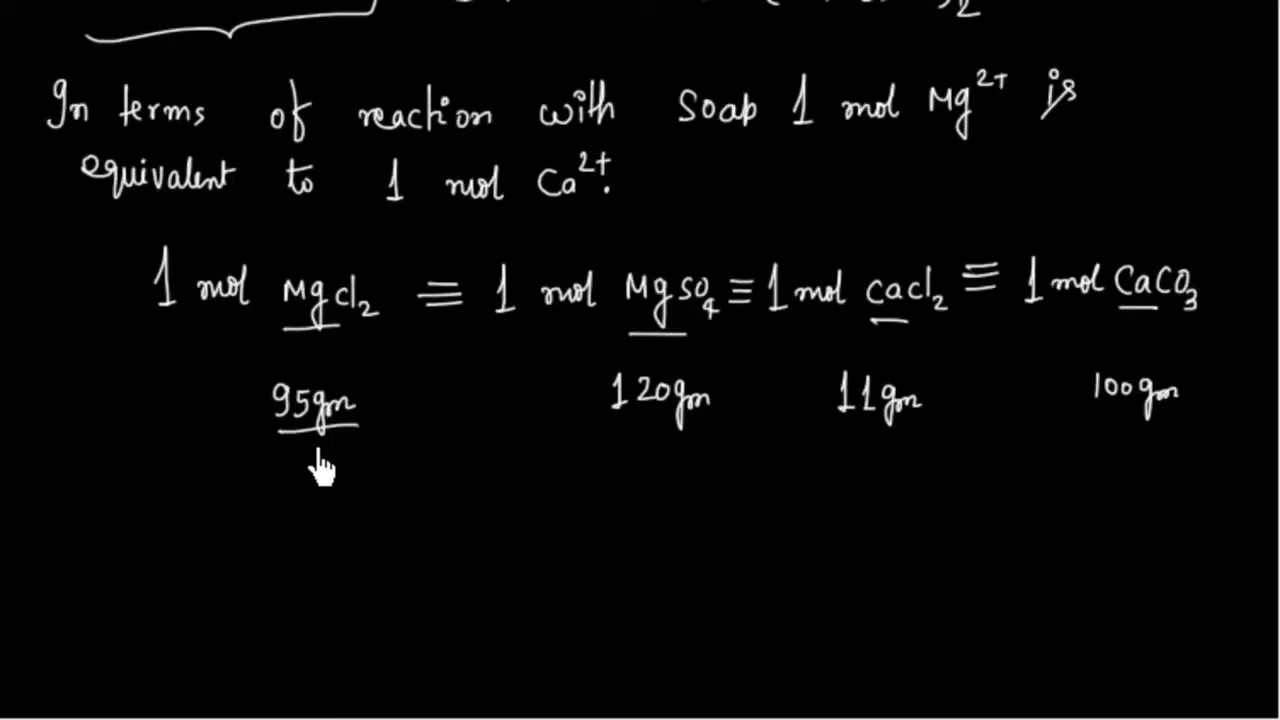 In terms of reaction with Soap 1 mol Mg²⁺ is
equivalent to 1 mol Ca²⁺.
1 mol MgCl₂ ≡ 1 mol MgSO₄ ≡ 1 mol CaCl₂ ≡ 1 mol CaCO₃
95gm 120gm 11gm 100gm